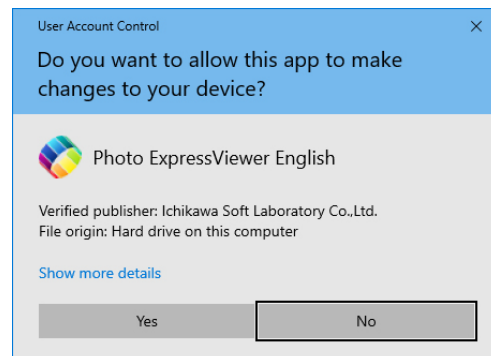 User Account Control
Do you want to allow this app to make
changes to your device?
Photo ExpressViewer English
Verified publisher: Ichikawa Soft Laboratory Co.,Ltd.
File origin: Hard drive on this computer
Show more details
Yes No